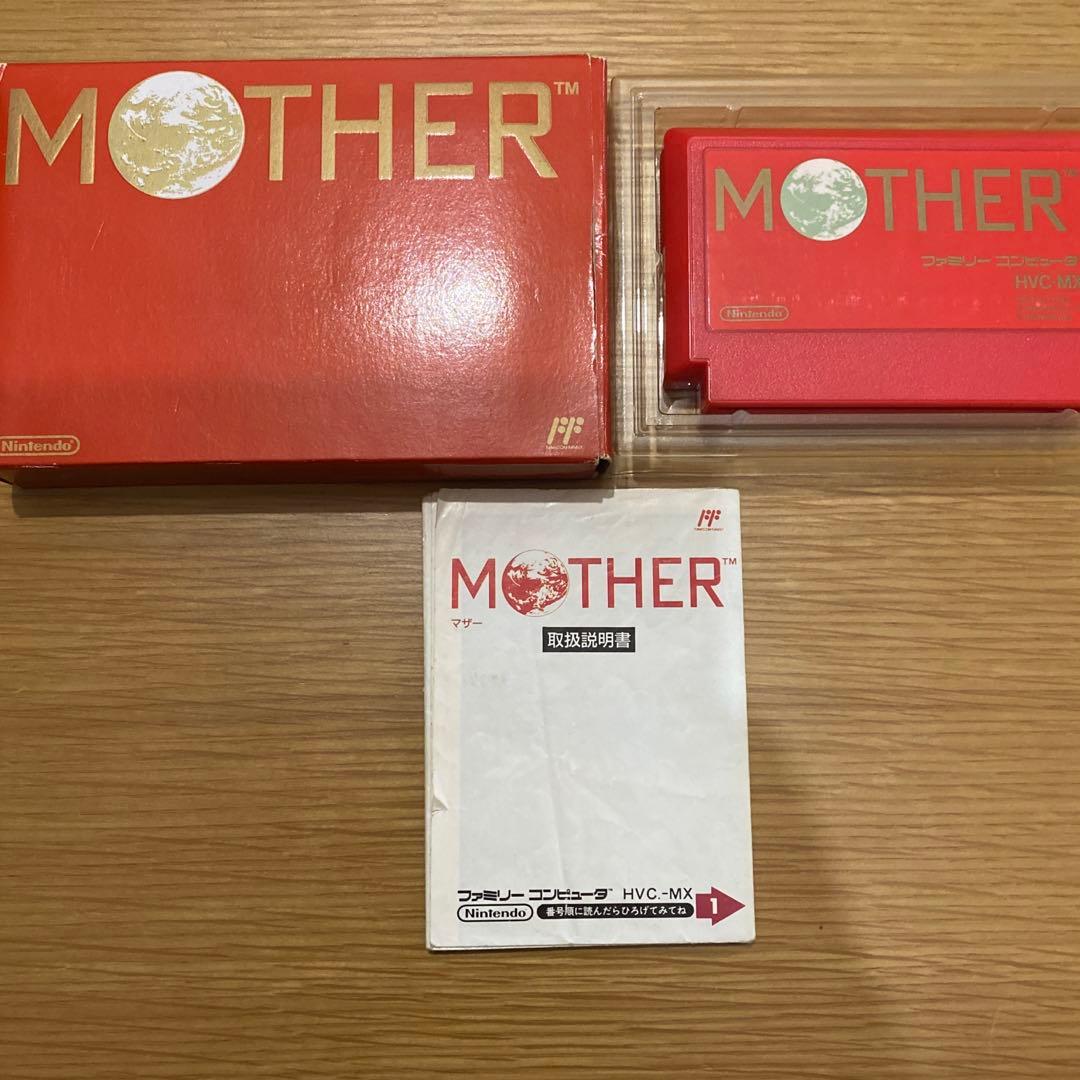 MOTHER™
Nintendo
MOTHER™
ファミリー コンピュータ
HVC-MX
Nintendo
MOTHER™
マザー
取扱説明書
ファミリー コンピュータ™ HVC.-MX
Nintendo 番号順に読んだらひろげてみてね 1